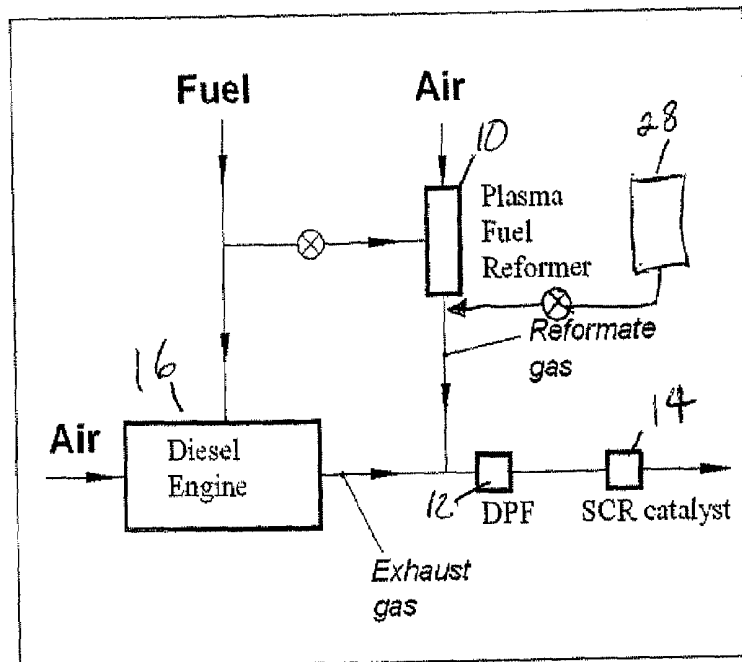 Fuel
Air
10
28
Plasma
Fuel
Reformer
Reformate
gas
16
Air
Diesel
Engine
14
12
DPF
SCR catalyst
Exhaust
gas